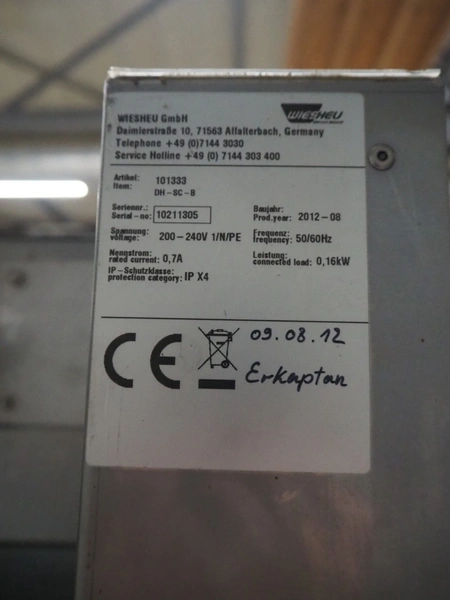 WIESHEU GmbH
Daimlerstraße 10, 71563 Affalterbach, Germany
Telephone +49 (0)7144 3030
Service Hotline +49 (0) 7144 303 400
WIESHEU
Artikel: 101333
Item: DH-SC-B
Seriennr.:
Serial-no: 10211305
Baujahr:
Prod.year: 2012-08
Spannung:
voltage: 200-240V 1/N/PE
Frequenz:
frequency: 50/60Hz
Nennstrom:
rated current: 0,7A
Leistung:
connected load: 0,16kW
IP-Schutzklasse:
protection category: IP X4
CE
09.08.12
Erkaptan